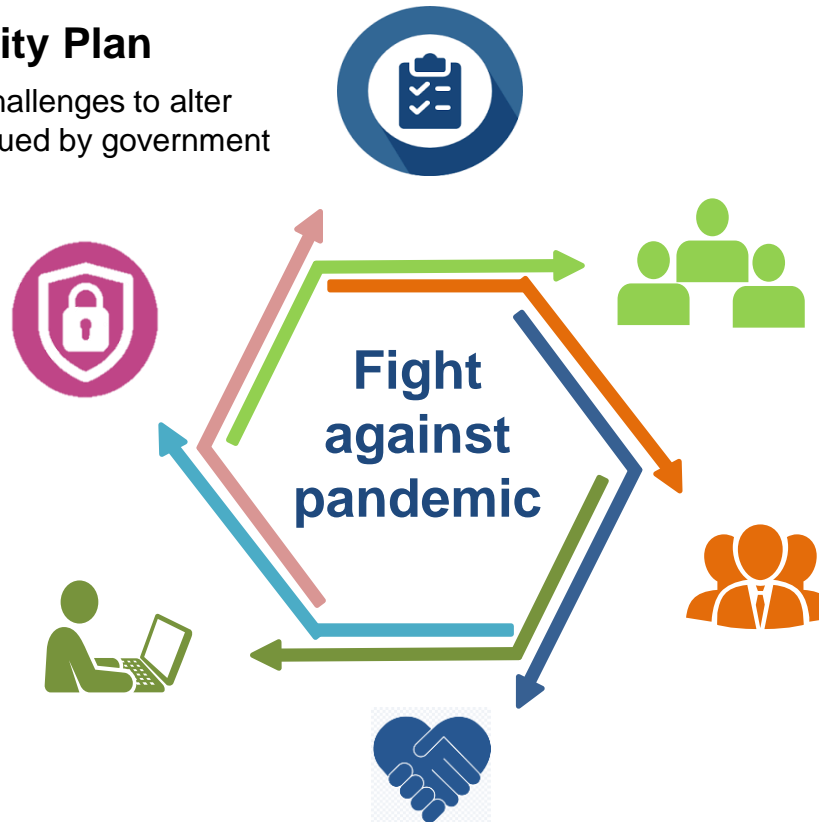 ity Plan
hallenges to alter
ued by government
Fight
against
pandemic